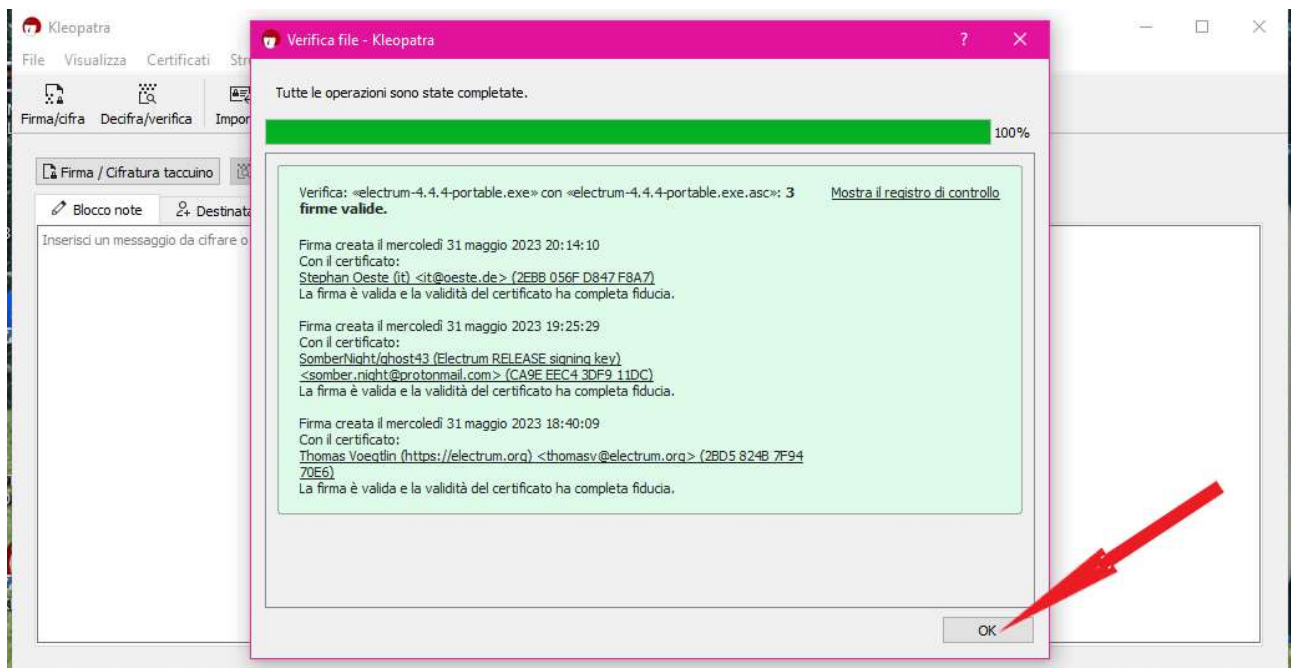 Kleopatra
File Visualizza Certificati
Firma/cifra Decifra/verifica
Firma / Cifratura taccuino
Blocco note
Inserisci un messaggio da cifrare o
Verifica file - Kleopatra ? ×
Tutte le operazioni sono state completate.
100%
Verifica: «electrum-4.4.4-portable.exe» con «electrum-4.4.4-portable.exe.asc»: 3 Mostra il registro di controllo
firme valide.
Firma creata il mercoledì 31 maggio 2023 20:14:10
Con il certificato:
Stephan Oeste (it) <it@oeste.de> (2EBB 056F D847 F8A7)
La firma è valida e la validità del certificato ha completa fiducia.
Firma creata il mercoledì 31 maggio 2023 19:25:29
Con il certificato:
SomberNight/ghost43 (Electrum RELEASE signing key)
<somber.night@protonmail.com> (CA9E EEC4 3DF9 11DC)
La firma è valida e la validità del certificato ha completa fiducia.
Firma creata il mercoledì 31 maggio 2023 18:40:09
Con il certificato:
Thomas Voegtlin (https://electrum.org) <thomasv@electrum.org> (2BD5 824B 7F94
70E6)
La firma è valida e la validità del certificato ha completa fiducia.
OK